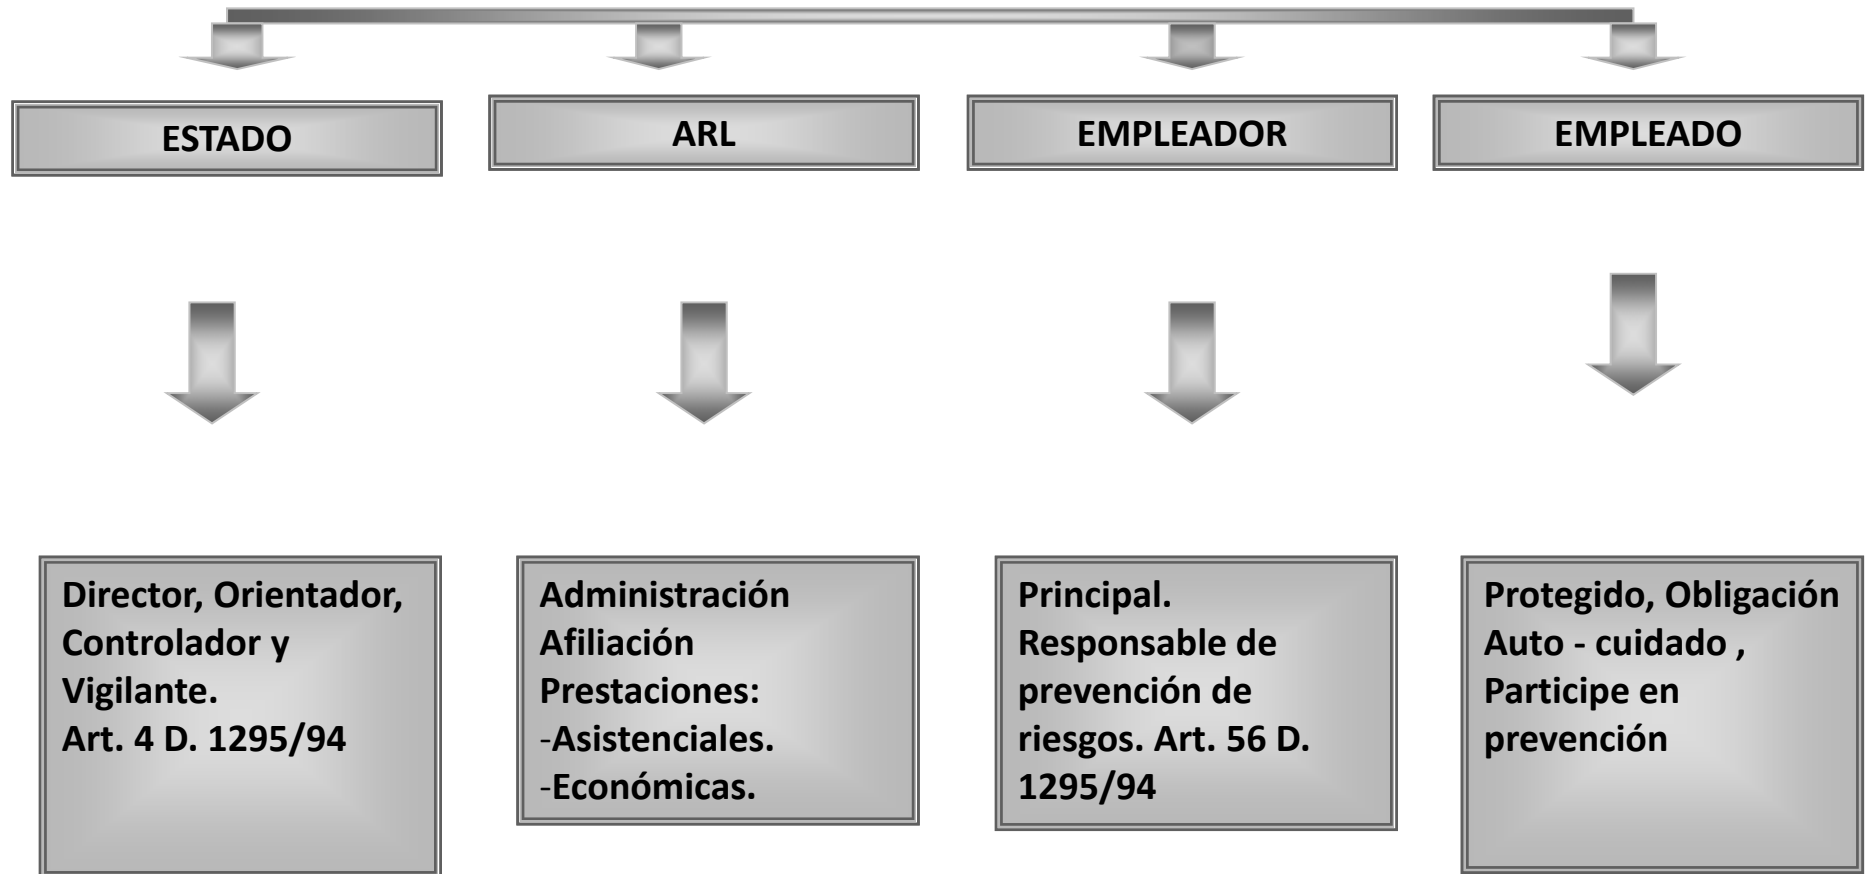 ESTADO
ARL
EMPLEADOR
EMPLEADO
Director, Orientador,
Controlador y
Vigilante.
Art. 4 D. 1295/94
Administración
Afiliación
Prestaciones:
-Asistenciales.
-Económicas.
Principal.
Responsable de
prevención de
riesgos. Art. 56 D.
1295/94
Protegido, Obligación
Auto - cuidado ,
Participe en
prevención